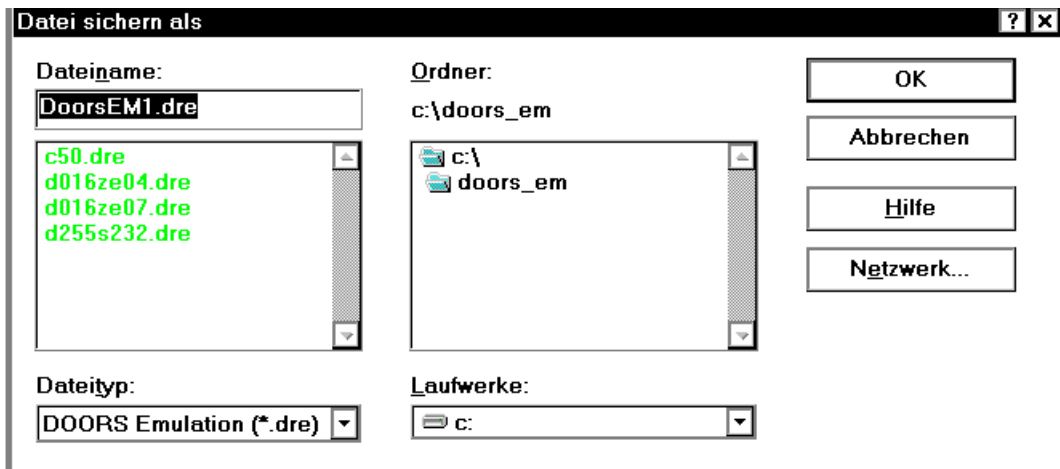 Datei sichern als
Dateiname:
DoorsEM1.dre
c50.dre
d016ze04.dre
d016ze07.dre
d255s232.dre
Dateityp:
DOORS Emulation (*.dre)
Ordner:
c:\doors_em
c:\
doors_em
Laufwerke:
c:
OK
Abbrechen
Hilfe
Netzwerk...